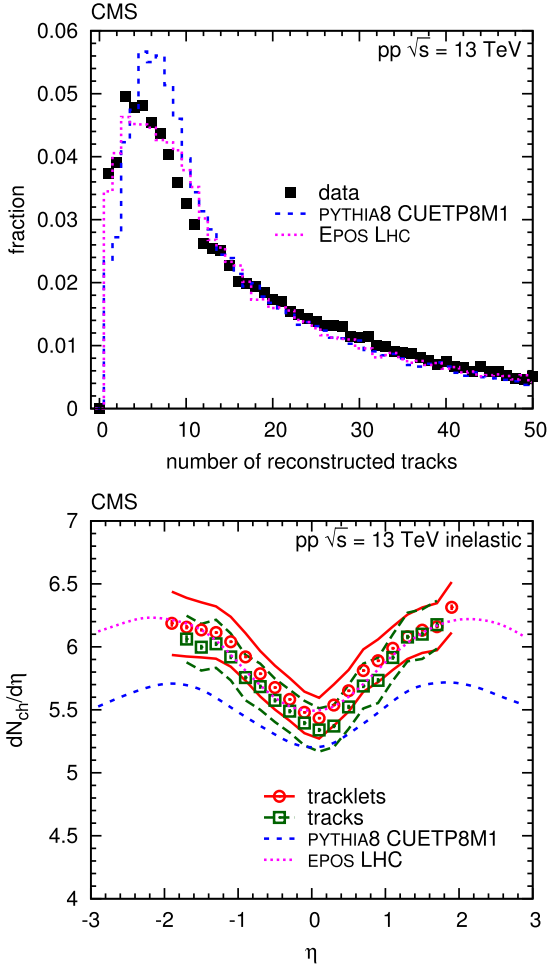 CMS
pp √s = 13 TeV
0.06
0.05
0.04
0.03
0.02
0.01
0
fraction
data
PYTHIA8 CUETP8M1
EPOS LHC
0 10 20 30 40 50
number of reconstructed tracks
CMS
pp √s = 13 TeV inelastic
7
6.5
6
5.5
5
4.5
4
dN_ch/dη
tracklets
tracks
PYTHIA8 CUETP8M1
EPOS LHC
-3 -2 -1 0 1 2 3
η